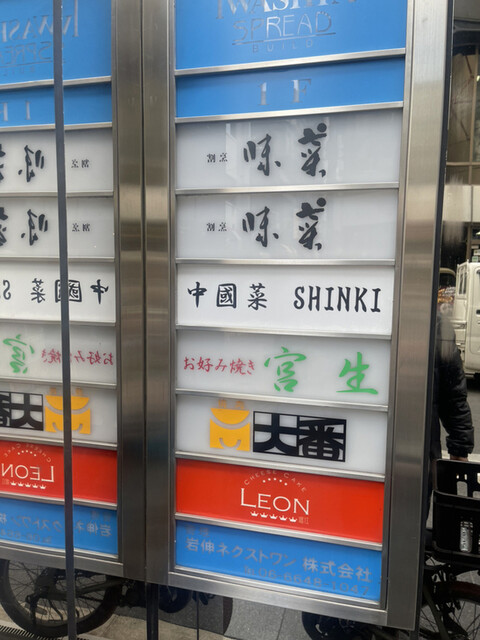 IWASHIN
SPREAD
BUILD
1F
割烹 味菜
割烹 味菜
中國菜 SHINKI
お好み焼き 宮生
大番
CHEESE CAKE
LEON
岩伸ネクストワン 株式会社